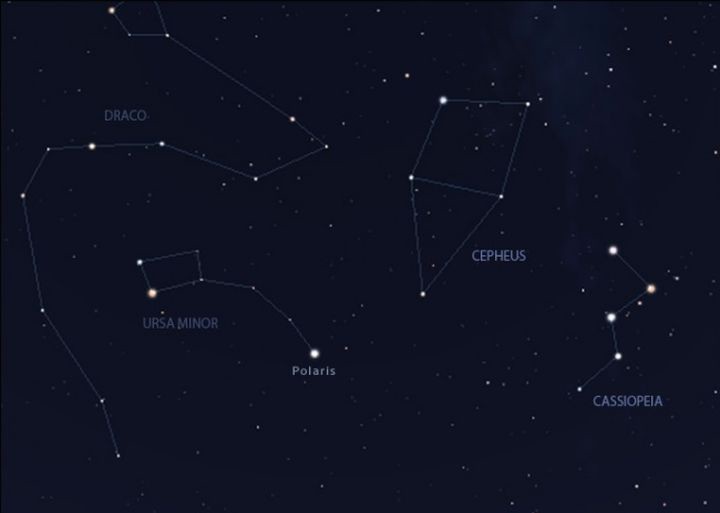 DRACO
CEPHEUS
URSA MINOR
Polaris
CASSIOPEIA